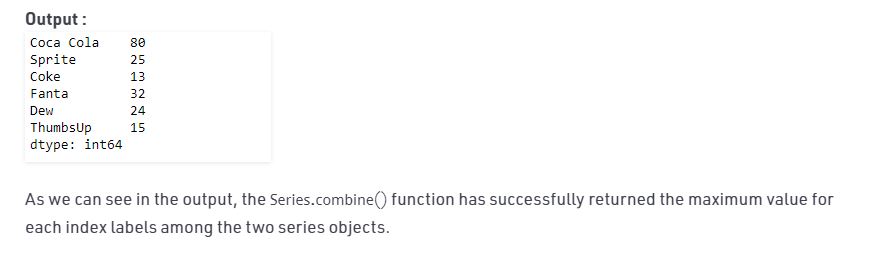 Output :
Coca Cola    80
Sprite       25
Coke         13
Fanta        32
Dew          24
ThumbsUp     15
dtype: int64
As we can see in the output, the Series.combine() function has successfully returned the maximum value for
each index labels among the two series objects.